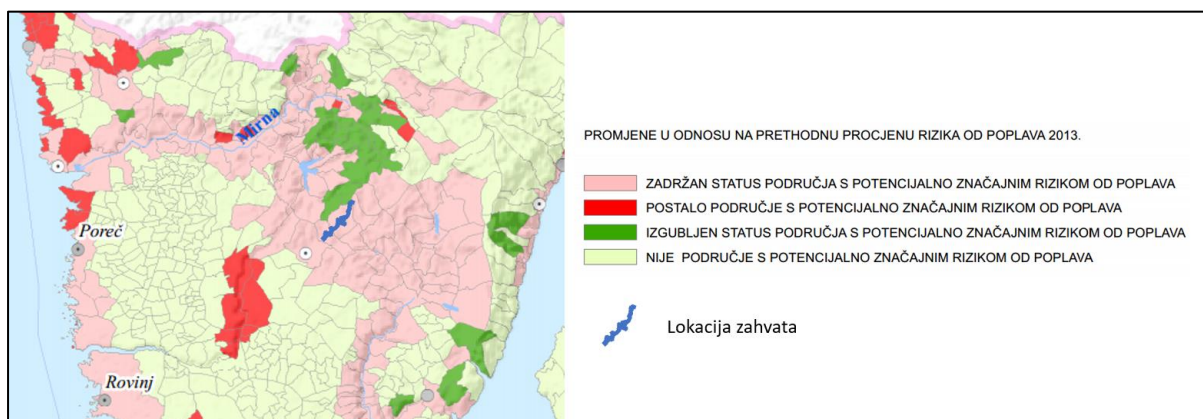 Mirna
Poreč
Rovinj
PROMJENE U ODNOSU NA PRETHODNU PROCJENU RIZIKA OD POPLAVA 2013.
ZADRŽAN STATUS PODRUČJA S POTENCIJALNO ZNAČAJNIM RIZIKOM OD POPLAVA
POSTALO PODRUČJE S POTENCIJALNO ZNAČAJNIM RIZIKOM OD POPLAVA
IZGUBLJEN STATUS PODRUČJA S POTENCIJALNO ZNAČAJNIM RIZIKOM OD POPLAVA
NIJE PODRUČJE S POTENCIJALNO ZNAČAJNIM RIZIKOM OD POPLAVA
Lokacija zahvata